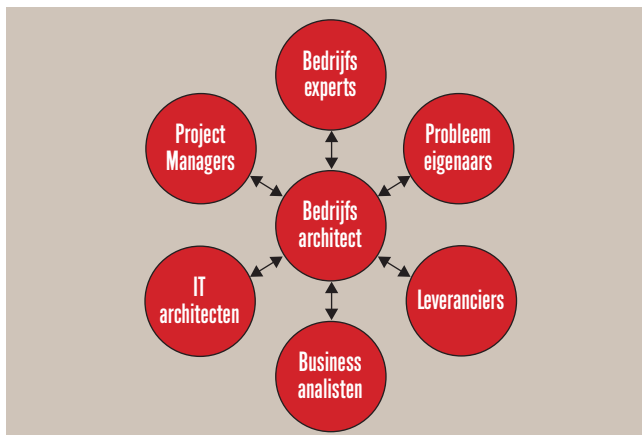 Bedrijfs
experts
Project
Managers
Probleem
eigenaars
Bedrijfs
architect
IT
architecten
Leveranciers
Business
analisten